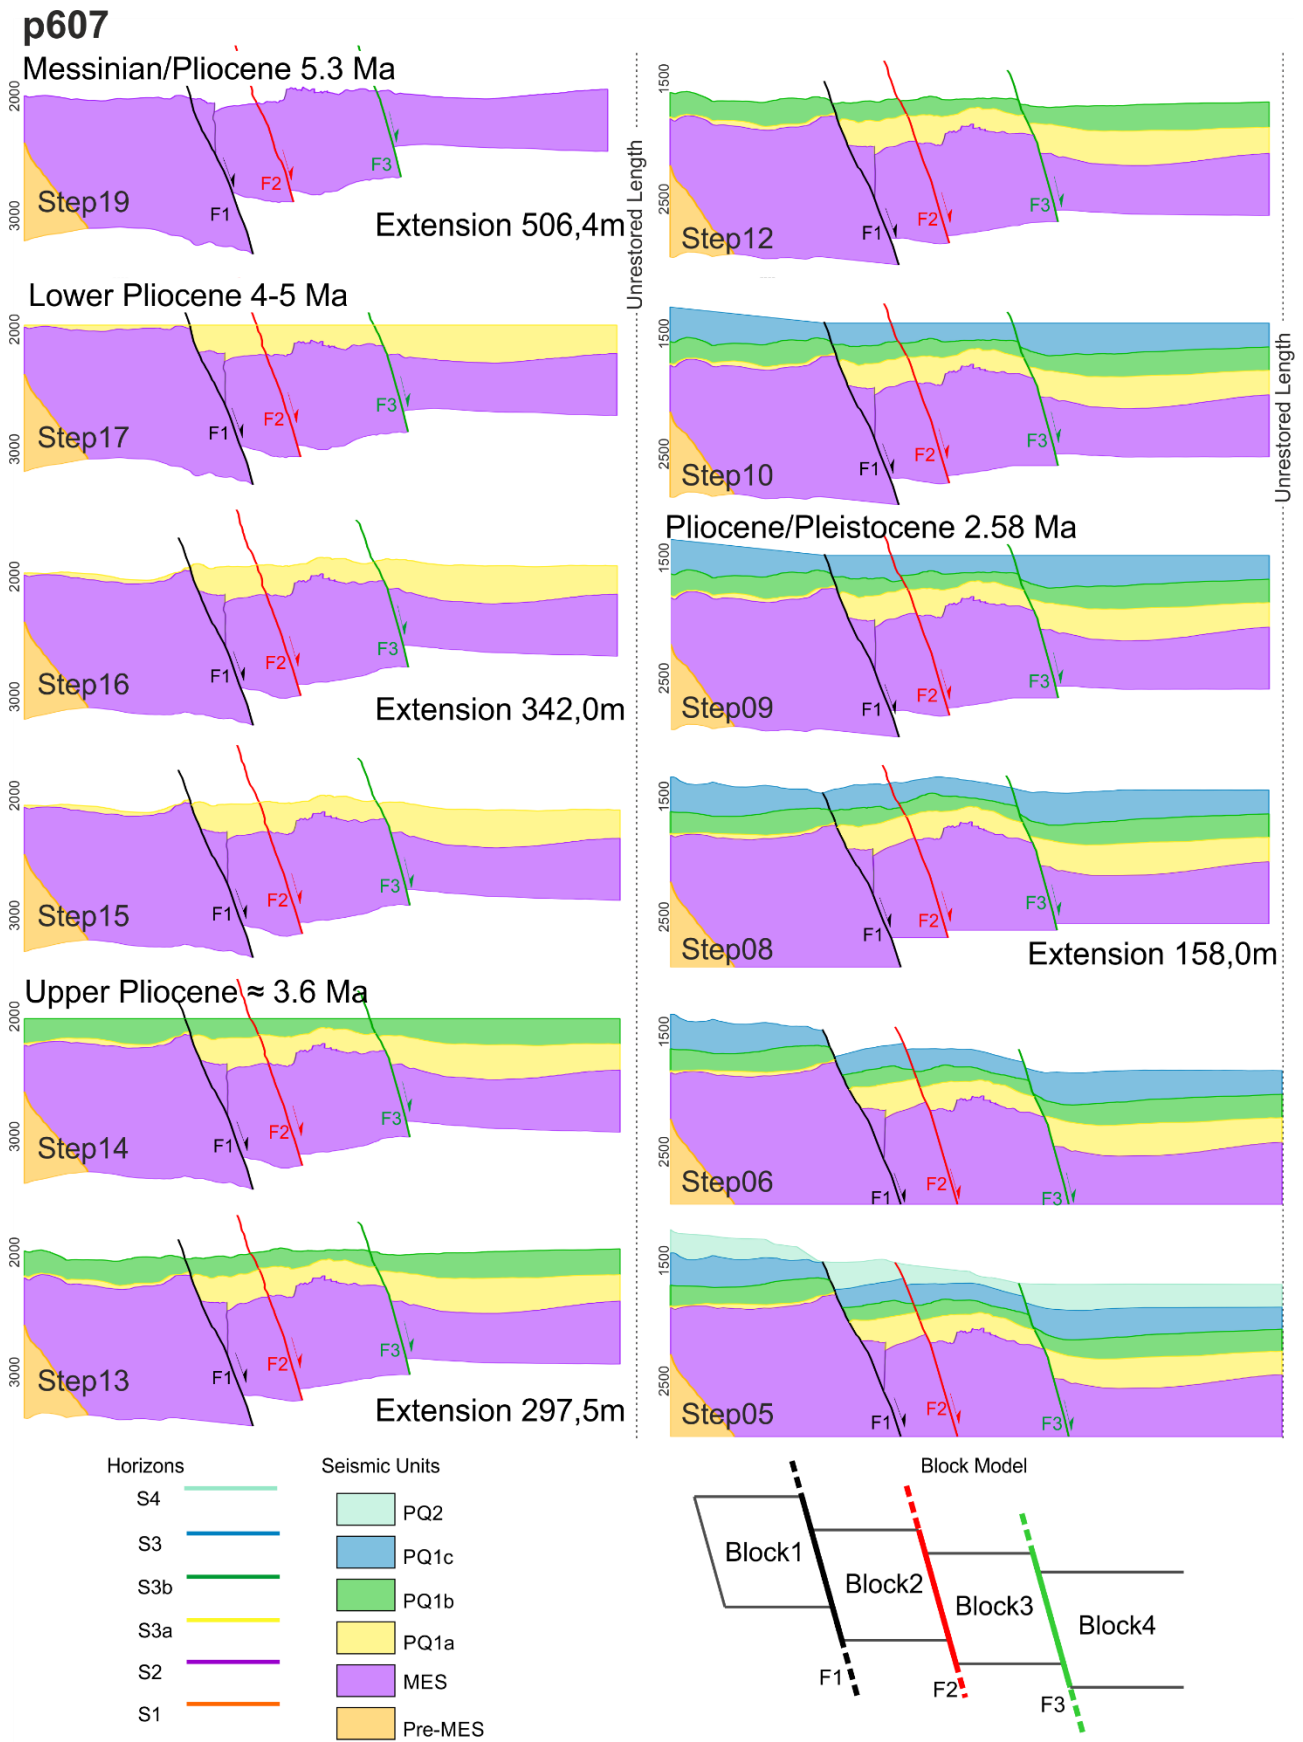 p607
Messinian/Pliocene 5.3 Ma
2000
3000
Step19
F1
F2
F3
Extension 506,4m
Unrestored Length
Lower Pliocene 4-5 Ma
2000
3000
Step17
F1
F2
F3
2000
3000
Step16
F1
F2
F3
Extension 342,0m
2000
3000
Step15
F1
F2
F3
Upper Pliocene ≈ 3.6 Ma
2000
3000
Step14
F1
F2
F3
2000
3000
Step13
F1
F2
F3
Extension 297,5m
1500
2500
Step12
F1
F2
F3
1500
2500
Step10
F1
F2
F3
Unrestored Length
Pliocene/Pleistocene 2.58 Ma
1500
2500
Step09
F1
F2
F3
1500
2500
Step08
F1
F2
F3
Extension 158,0m
1500
2500
Step06
F1
F2
F3
1500
2500
Step05
F1
F2
F3
Horizons
S4
S3
S3b
S3a
S2
S1
Seismic Units
PQ2
PQ1c
PQ1b
PQ1a
MES
Pre-MES
Block Model
Block1
Block2
Block3
Block4
F1
F2
F3